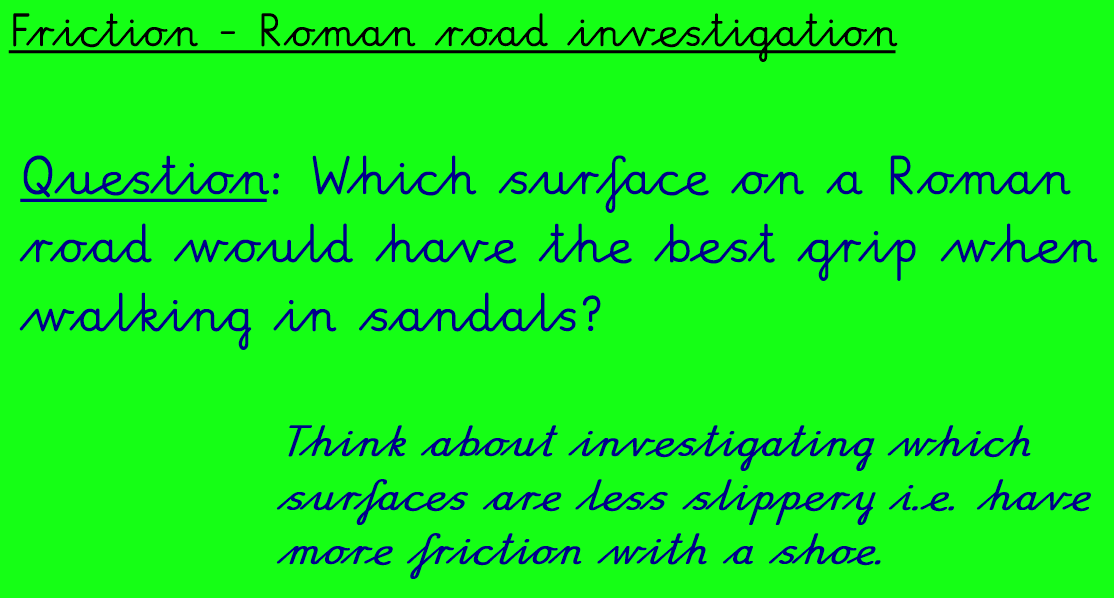 Friction - Roman road investigation
Question: Which surface on a Roman
road would have the best grip when
walking in sandals?
Think about investigating which
surfaces are less slippery i.e. have
more friction with a shoe.